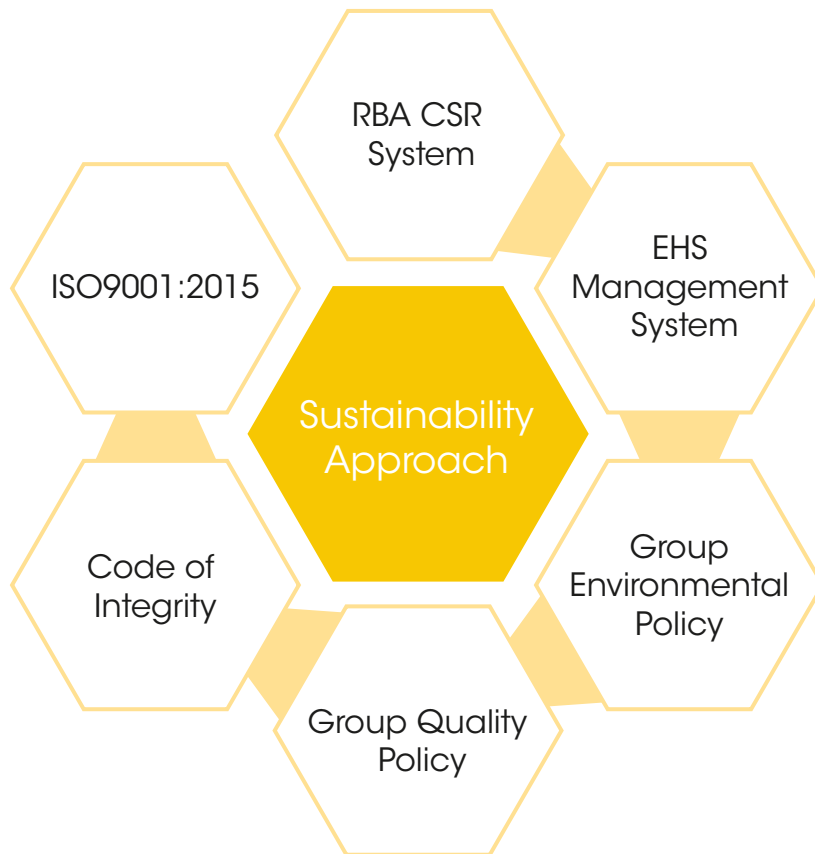 RBA CSR
System
EHS
Management
System
ISO9001:2015
Sustainability
Approach
Group
Environmental
Policy
Code of
Integrity
Group Quality
Policy